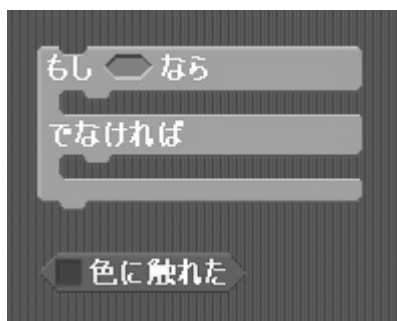 もし なら
でなければ
色に触れた